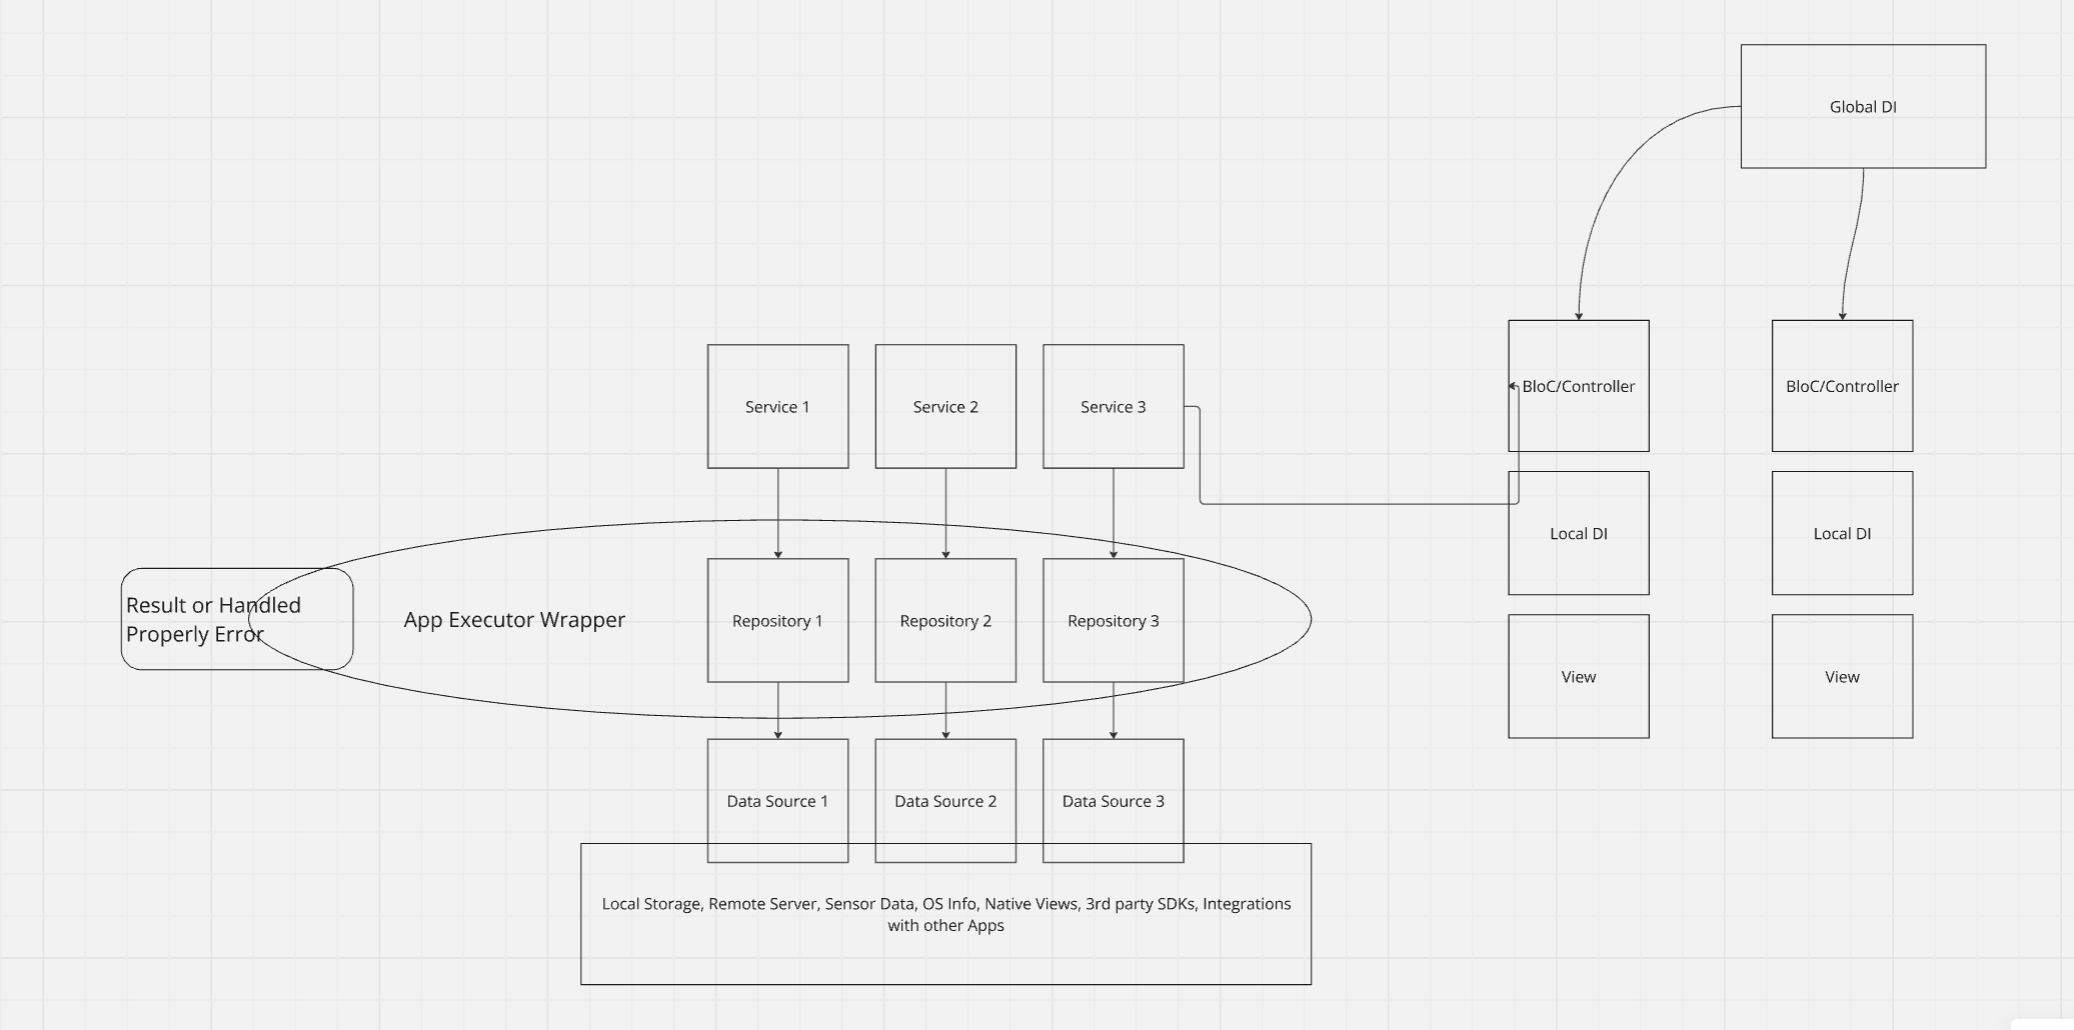 Global DI
BloC/Controller
BloC/Controller
Service 1
Service 2
Service 3
Local DI
Local DI
Result or Handled
Properly Error
App Executor Wrapper
Repository 1
Repository 2
Repository 3
View
View
Data Source 1
Data Source 2
Data Source 3
Local Storage, Remote Server, Sensor Data, OS Info, Native Views, 3rd party SDKs, Integrations
with other Apps